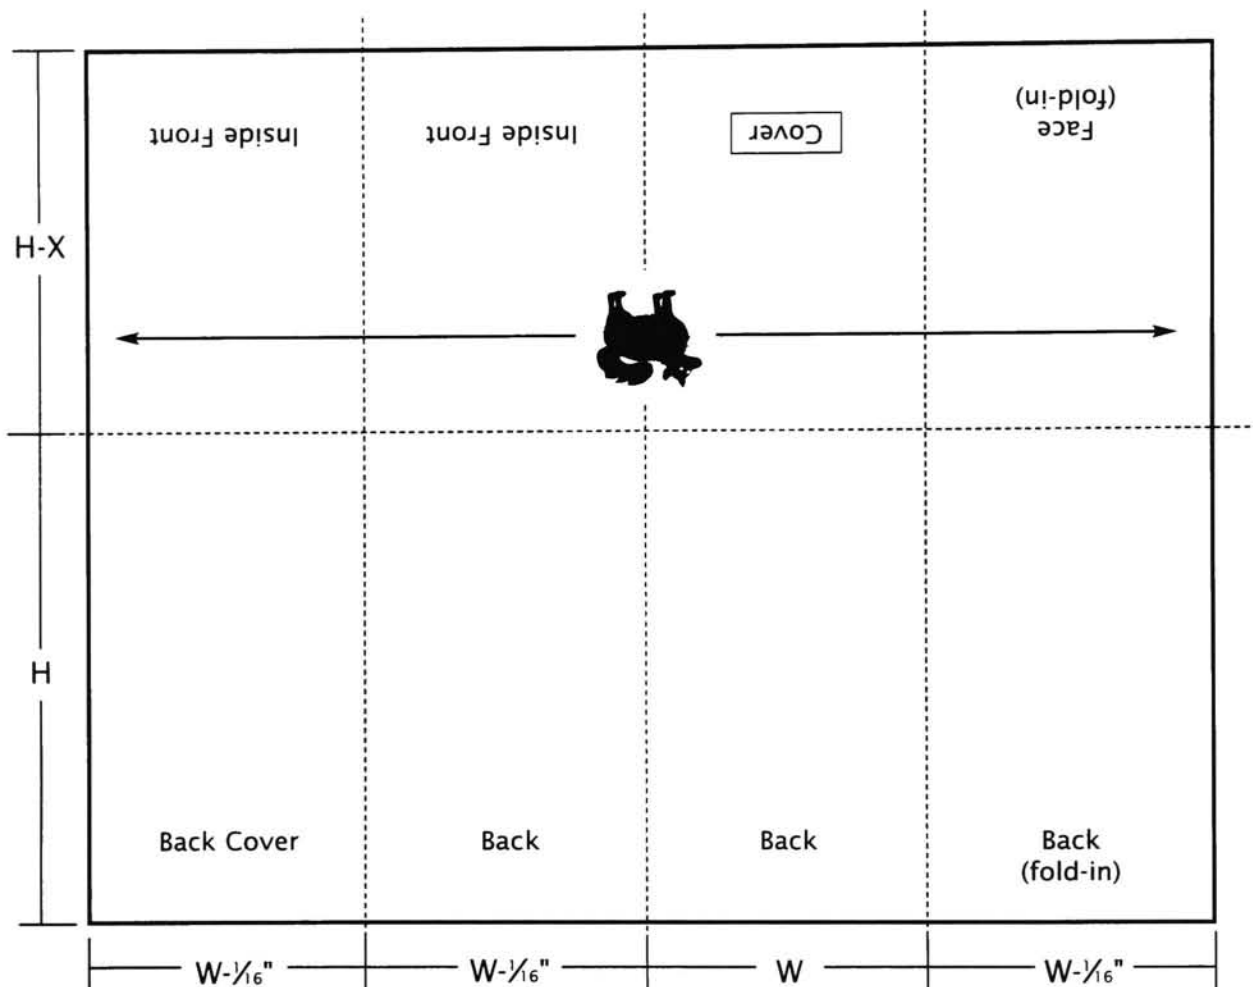 Inside Front
Inside Front
Cover
Face
(fold-in)
H-X
H
Back Cover
Back
Back
Back
(fold-in)
W-1/16"
W-1/16"
W
W-1/16"